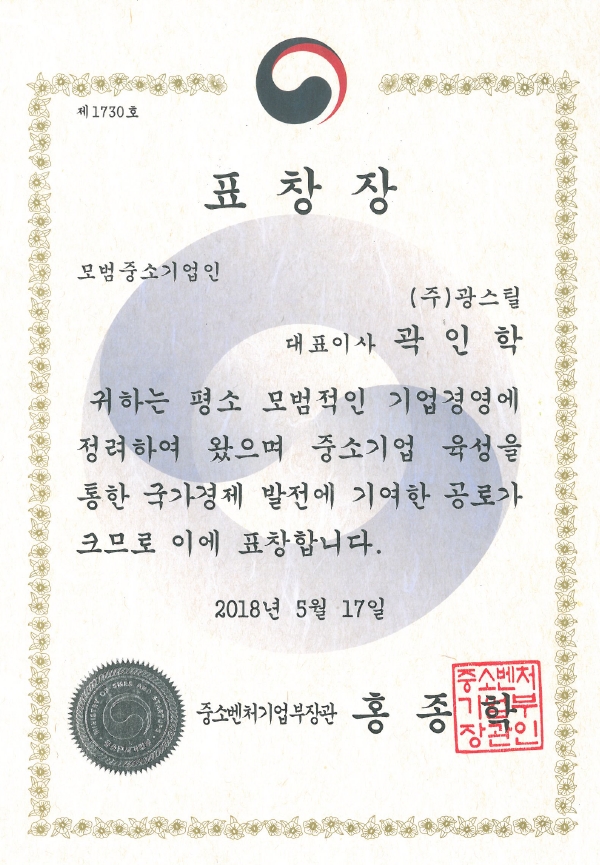 제1730호
표 창 장
모범중소기업인
(주)광스틸
대표이사 곽 인 학
귀하는 평소 모범적인 기업경영에
정려하여 왔으며 중소기업 육성을
통한 국가경제 발전에 기여한 공로가
크므로 이에 표창합니다.
2018년 5월 17일
중소벤처기업부장관 홍 종 학
중소벤처
기업부
장관인